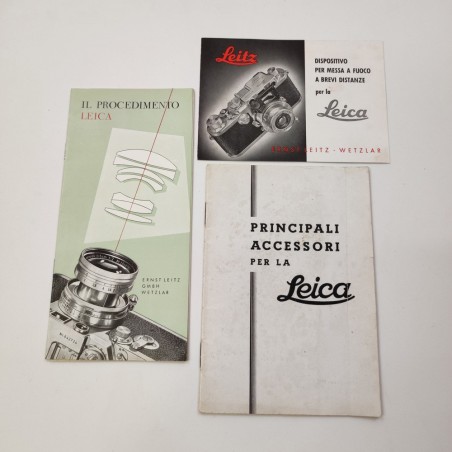 IL PROCEDIMENTO
LEICA
ERNST LEITZ
GMBH
WETZLAR
Leitz
DISPOSITIVO
PER MESSA A FUOCO
A BREVI DISTANZE
per la
Leica
ERNST LEITZ - WETZLAR
PRINCIPALI
ACCESSORI
PER LA
Leica